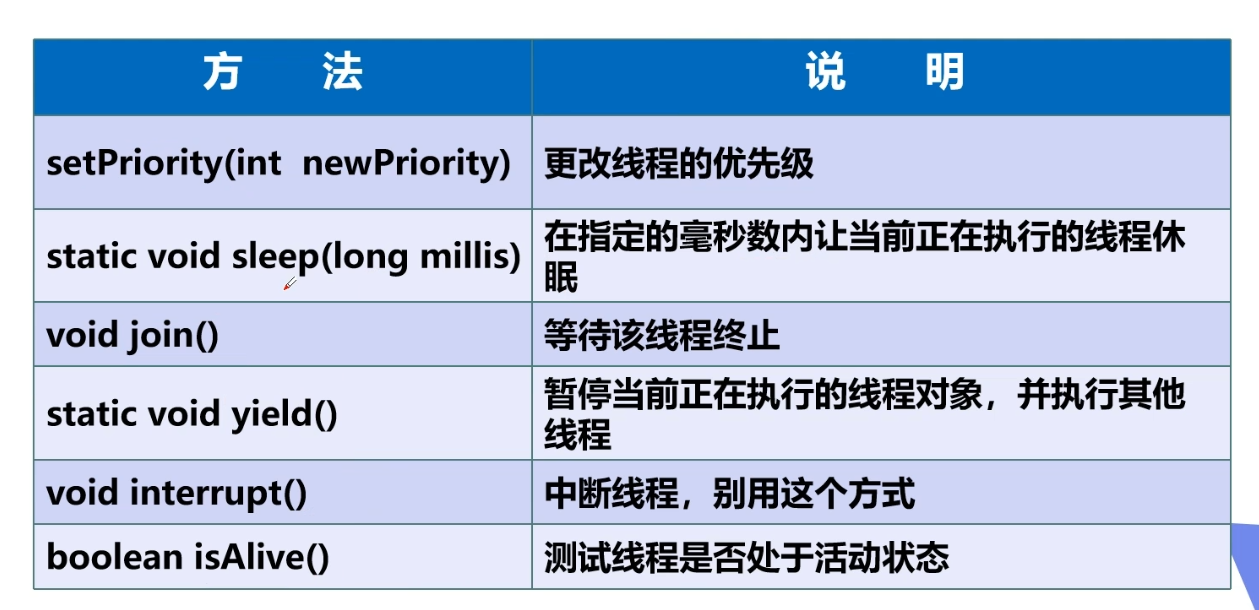 方 法
说 明
setPriority(int newPriority)
更改线程的优先级
static void sleep(long millis)
在指定的毫秒数内让当前正在执行的线程休
眠
void join()
等待该线程终止
static void yield()
暂停当前正在执行的线程对象，并执行其他
线程
void interrupt()
中断线程，别用这个方式
boolean isAlive()
测试线程是否处于活动状态